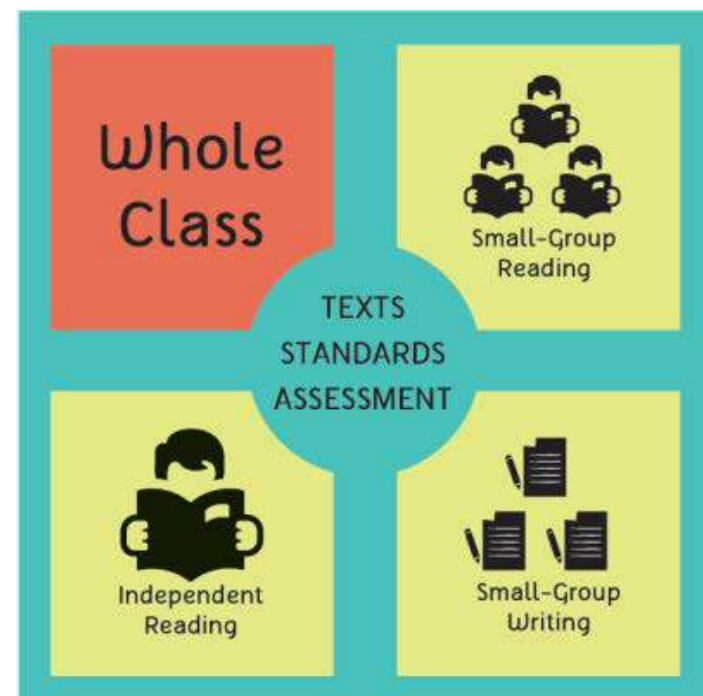 Whole
Class
Small-Group
Reading
TEXTS
STANDARDS
ASSESSMENT
Independent
Reading
Small-Group
Writing